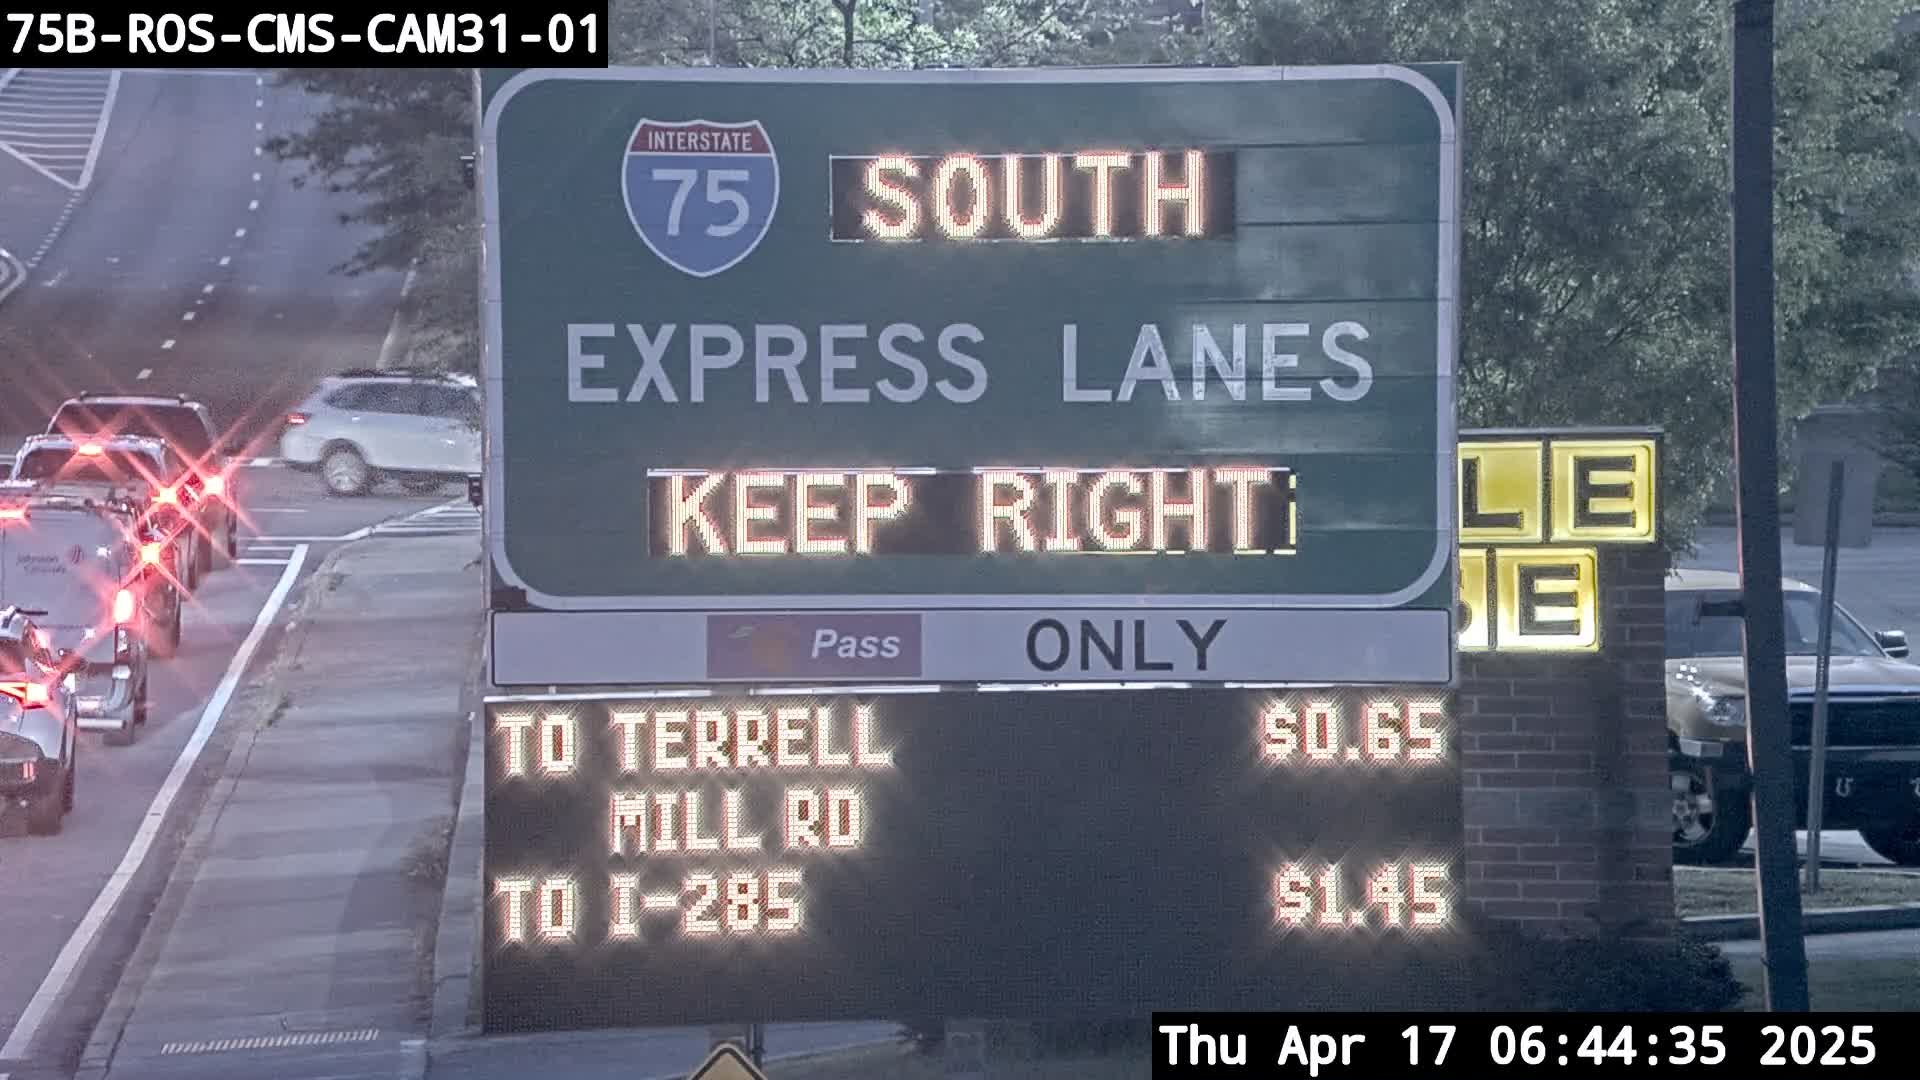 75B-ROS-CMS-CAM31-01
INTERSTATE
75
SOUTH
EXPRESS LANES
KEEP RIGHT
Pass ONLY
TO TERRELL $0.65
MILL RD
TO I-285 $1.45
LE
SE
Thu Apr 17 06:44:35 2025